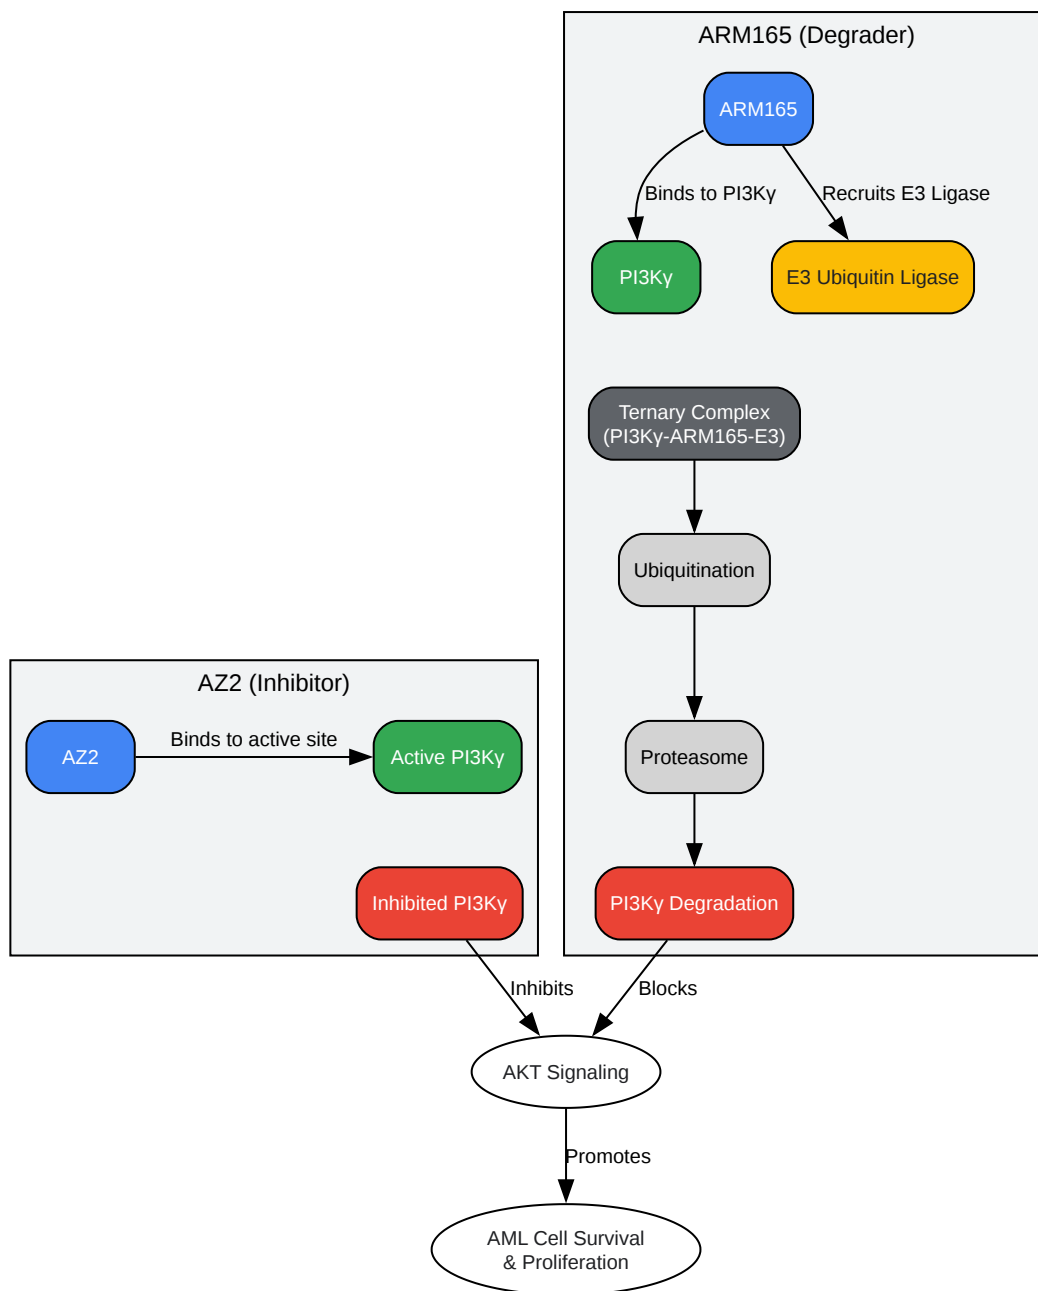 ARM165 (Degrader)
ARM165
Binds to PI3Kγ
Recruits E3 Ligase
PI3Kγ
E3 Ubiquitin Ligase
Ternary Complex
(PI3Kγ-ARM165-E3)
Ubiquitination
AZ2 (Inhibitor)
AZ2
Binds to active site
Active PI3Kγ
Proteasome
Inhibited PI3Kγ
PI3Kγ Degradation
Inhibits
Blocks
AKT Signaling
Promotes
AML Cell Survival
& Proliferation